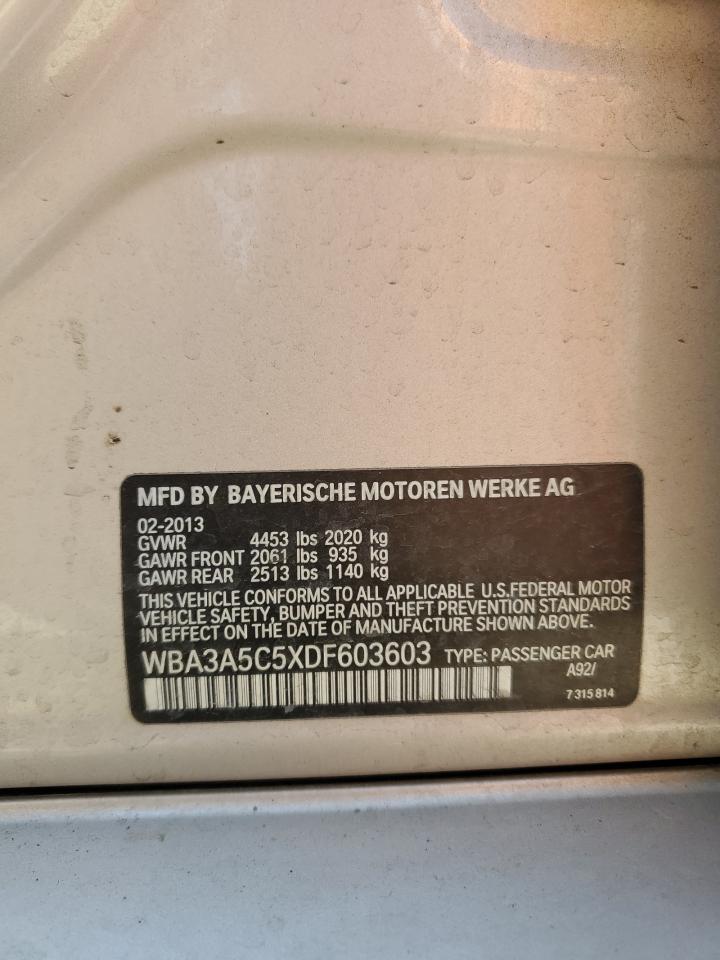 MFD BY BAYERISCHE MOTOREN WERKE AG
02-2013
GVWR 4453 lbs 2020 kg
GAWR FRONT 2061 lbs 935 kg
GAWR REAR 2513 lbs 1140 kg
THIS VEHICLE CONFORMS TO ALL APPLICABLE U.S.FEDERAL MOTOR
VEHICLE SAFETY, BUMPER AND THEFT PREVENTION STANDARDS
IN EFFECT ON THE DATE OF MANUFACTURE SHOWN ABOVE.
WBA3A5C5XDF603603 TYPE: PASSENGER CAR
A92/
7 315 814